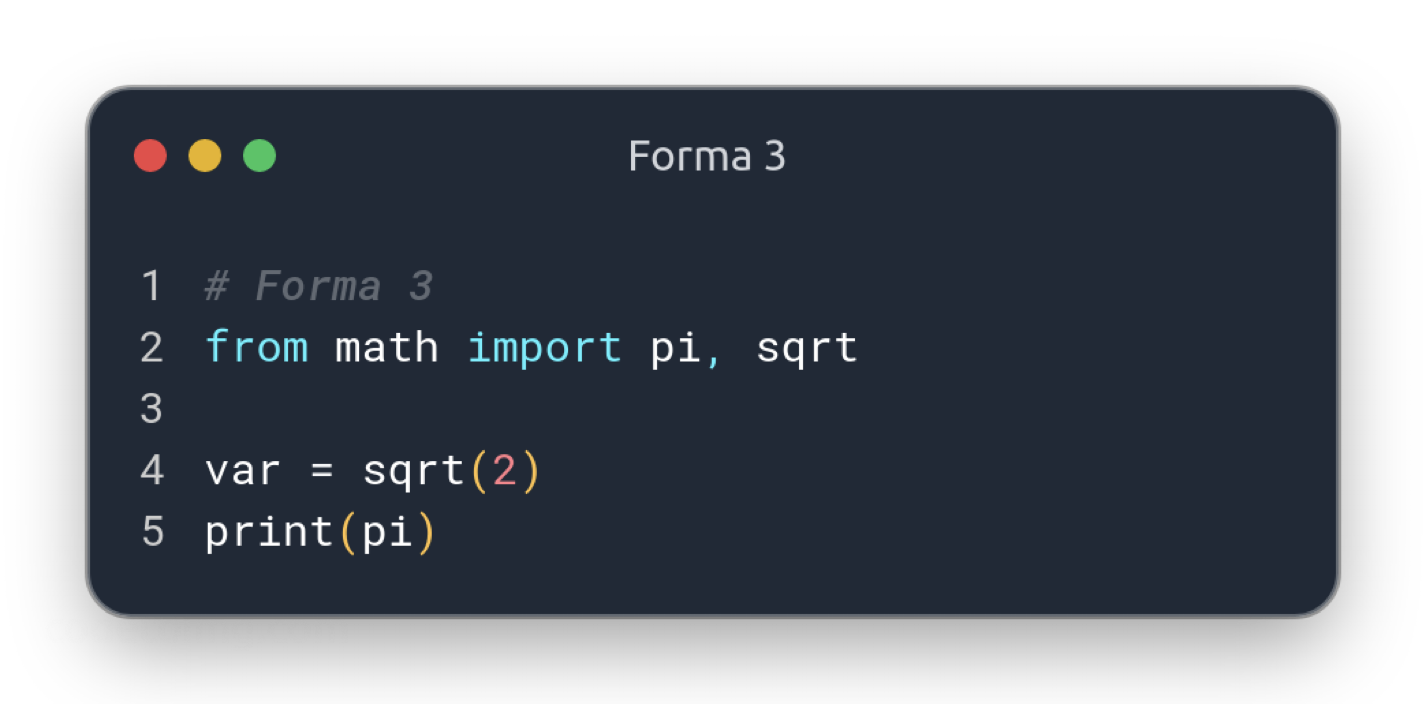 Forma 3
1 # Forma 3
2 from math import pi, sqrt
3
4 var = sqrt(2)
5 print(pi)